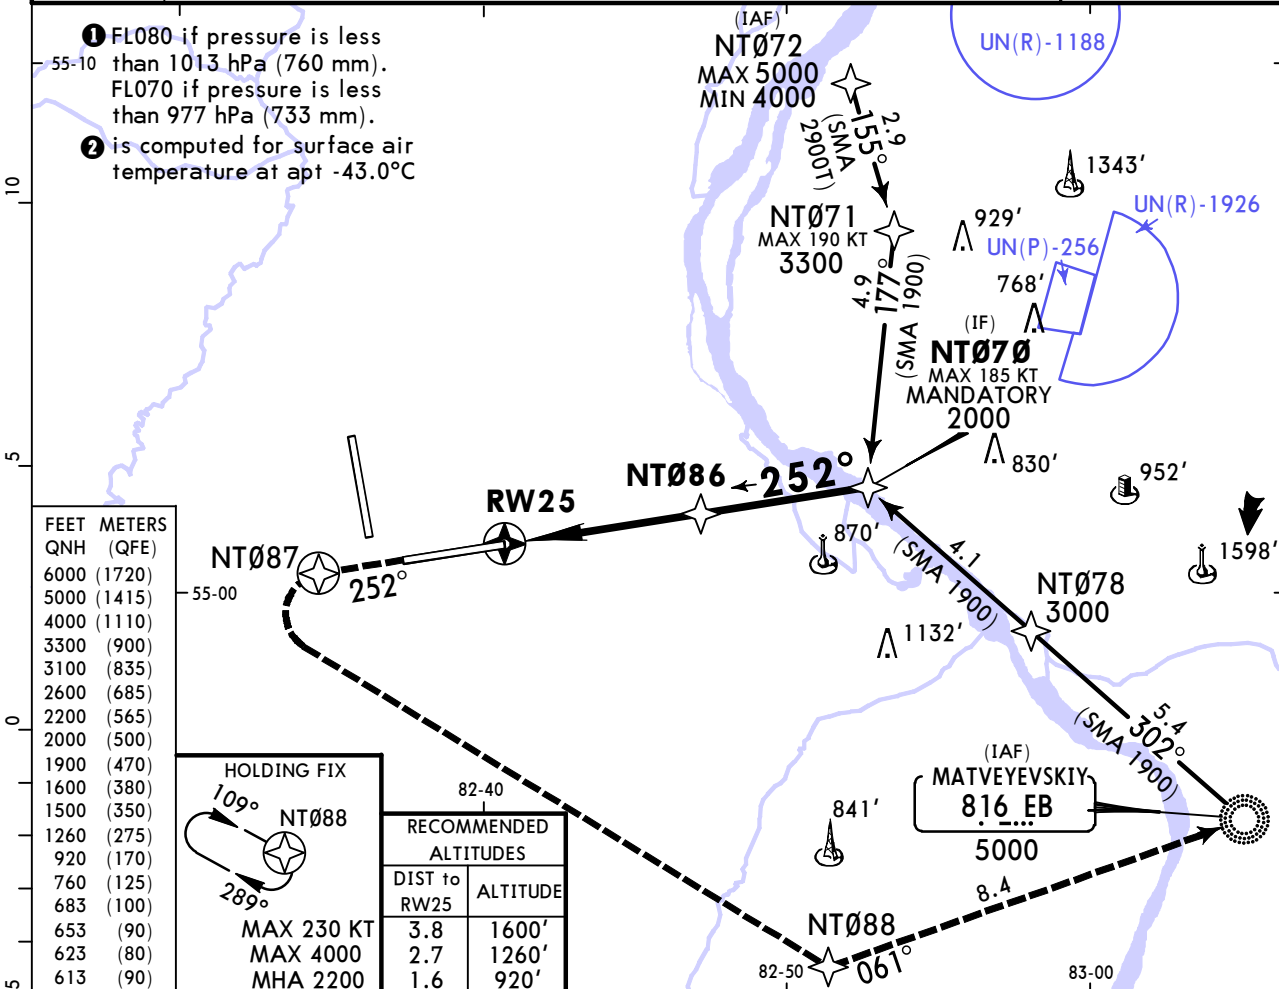 ❶ FL080 if pressure is less
than 1013 hPa (760 mm).
FL070 if pressure is less
than 977 hPa (733 mm).
❷ is computed for surface air
temperature at apt -43.0°C
55-10
10
5
0
5
(IAF)
NTØ72
MAX 5000
MIN 4000
2.9
155°
(SMA
2900T)
UN(R)-1188
1343'
UN(R)-1926
UN(P)-256
929'
768'
NTØ71
MAX 190 KT
3300
4.9
177°
(SMA 1900)
(IF)
NTØ7Ø
MAX 185 KT
MANDATORY
2000
830'
952'
1598'
NTØ86
252°
RW25
NTØ87
252°
55-00
870'
(SMA 1900)
4.1
NTØ78
3000
1132'
5.4
302°
(SMA 1900)
(IAF)
MATVEYEVSKIY
816 EB
5000
841'
8.4
NTØ88
061°
82-40
82-50
83-00
FEET METERS
QNH (QFE)
6000 (1720)
5000 (1415)
4000 (1110)
3300 (900)
3100 (835)
2600 (685)
2200 (565)
2000 (500)
1900 (470)
1600 (380)
1500 (350)
1260 (275)
920 (170)
760 (125)
683 (100)
653 (90)
623 (80)
613 (90)
HOLDING FIX
109°
NTØ88
289°
MAX 230 KT
MAX 4000
MHA 2200
RECOMMENDED
ALTITUDES
DIST to RW25 ALTITUDE
3.8 1600'
2.7 1260'
1.6 920'